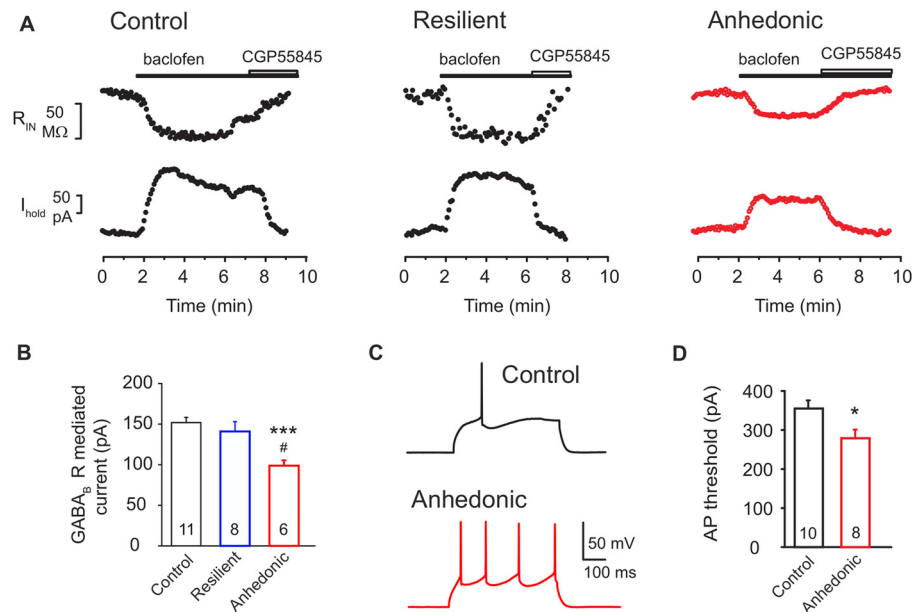 A
Control
Resilient
Anhedonic
baclofen
CGP55845
baclofen
CGP55845
baclofen
CGP55845
R_IN 50 MΩ
I_hold 50 pA
0 2 4 6 8 10
0 2 4 6 8 10
0 2 4 6 8 10
Time (min)
Time (min)
Time (min)
B
GABA_B R mediated
current (pA)
200
150
100
50
0
***
#
11
8
6
Control
Resilient
Anhedonic
C
Control
Anhedonic
50 mV
100 ms
D
AP threshold (pA)
400
300
200
100
0
*
10
8
Control
Anhedonic